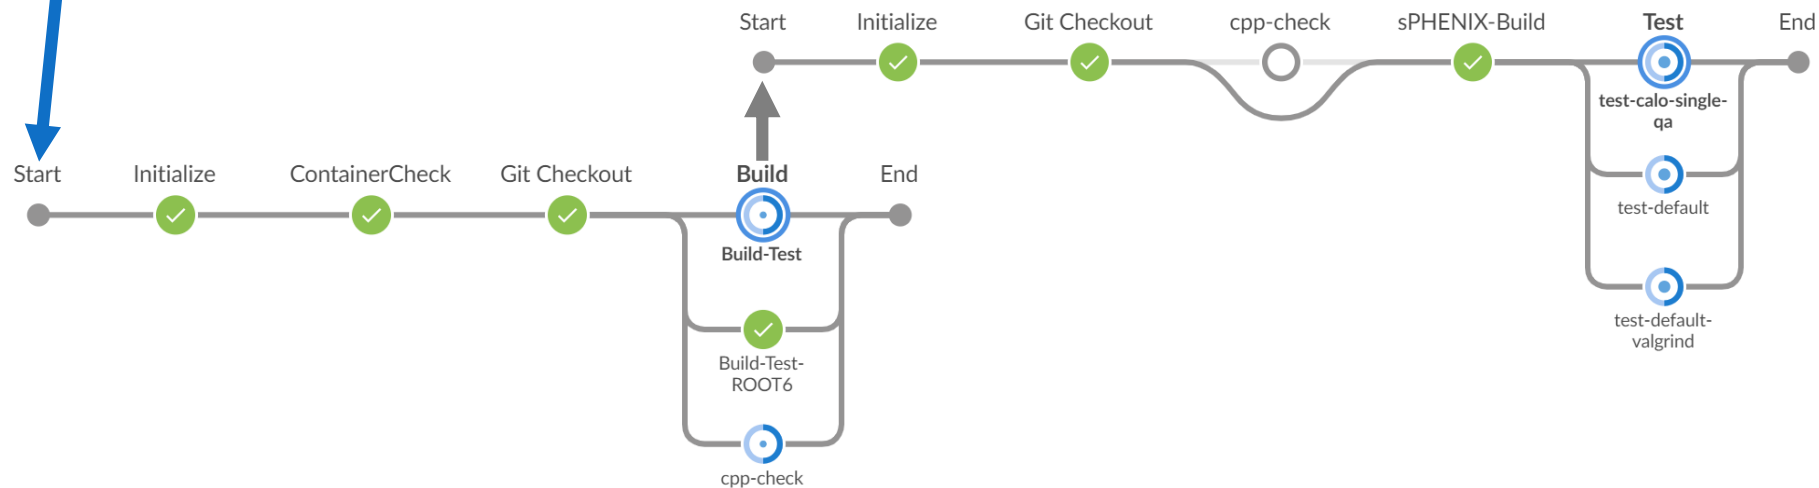 Start
Initialize
Git Checkout
cpp-check
sPHENIX-Build
Test
End
test-calo-single-
qa
test-default
test-default-
valgrind
Start
Initialize
ContainerCheck
Git Checkout
Build
End
Build-Test
Build-Test-
ROOT6
cpp-check